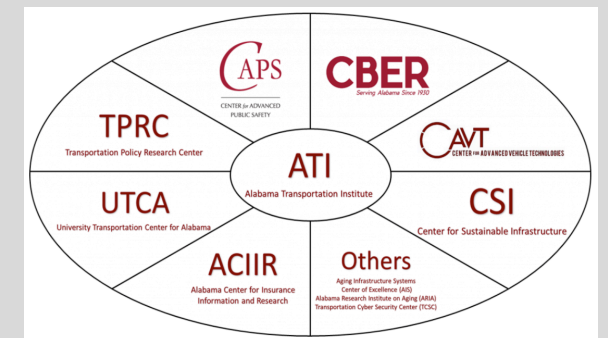 CAPS
CENTER for ADVANCED
PUBLIC SAFETY
CBER
Serving Alabama Since 1930
TPRC
Transportation Policy Research Center
CAVT
CENTER FOR ADVANCED VEHICLE TECHNOLOGIES
ATI
Alabama Transportation Institute
UTCA
University Transportation Center for Alabama
CSI
Center for Sustainable Infrastructure
ACIIR
Alabama Center for Insurance
Information and Research
Others
Aging Infrastructure Systems
Center of Excellence (AIS)
Alabama Research Institute on Aging (ARIA)
Transportation Cyber Security Center (TCSC)